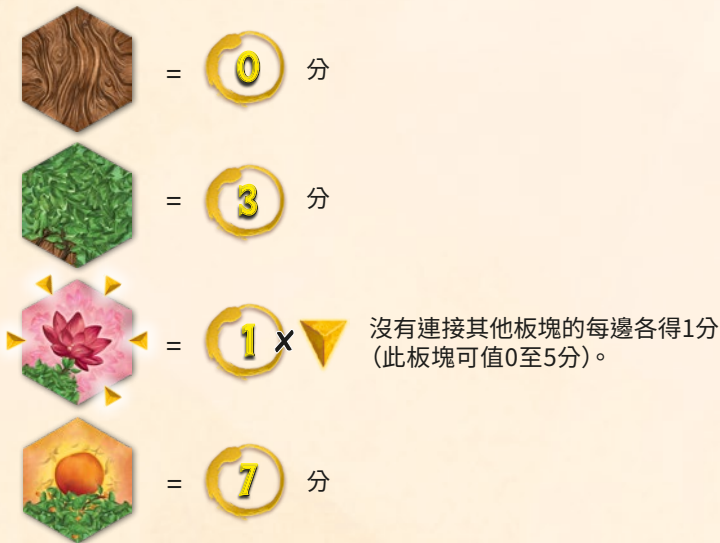 = 0 分
= 3 分
= 1 x 沒有連接其他板塊的每邊各得1分
(此板塊可值0至5分)。
= 7 分